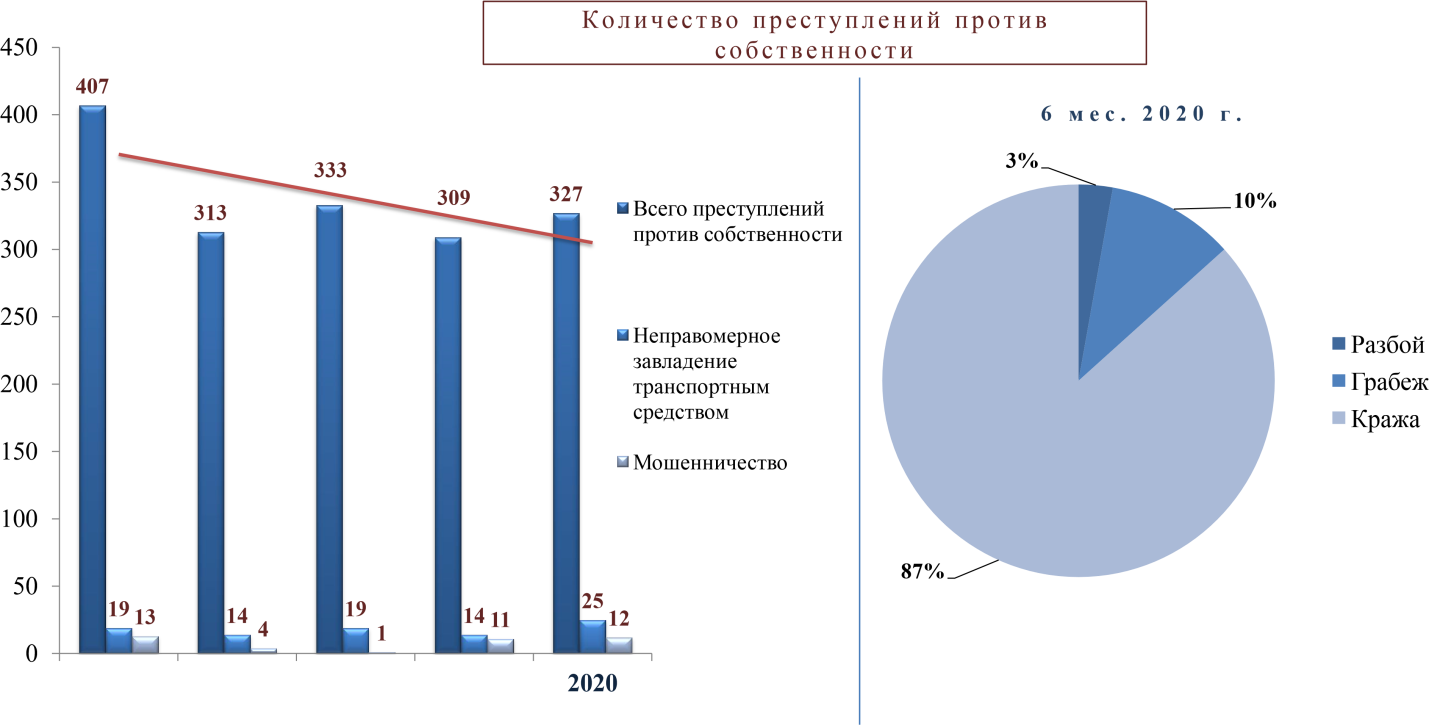 Количество преступлений против
собственности
450
400
350
300
250
200
150
100
50
0
407
19
13
313
14
4
333
19
1
309
14
11
327
25
12
2020
Всего преступлений
против собственности
Неправомерное
завладение
транспортным
средством
Мошенничество
6 мес. 2020 г.
3%
10%
87%
Разбой
Грабеж
Кража